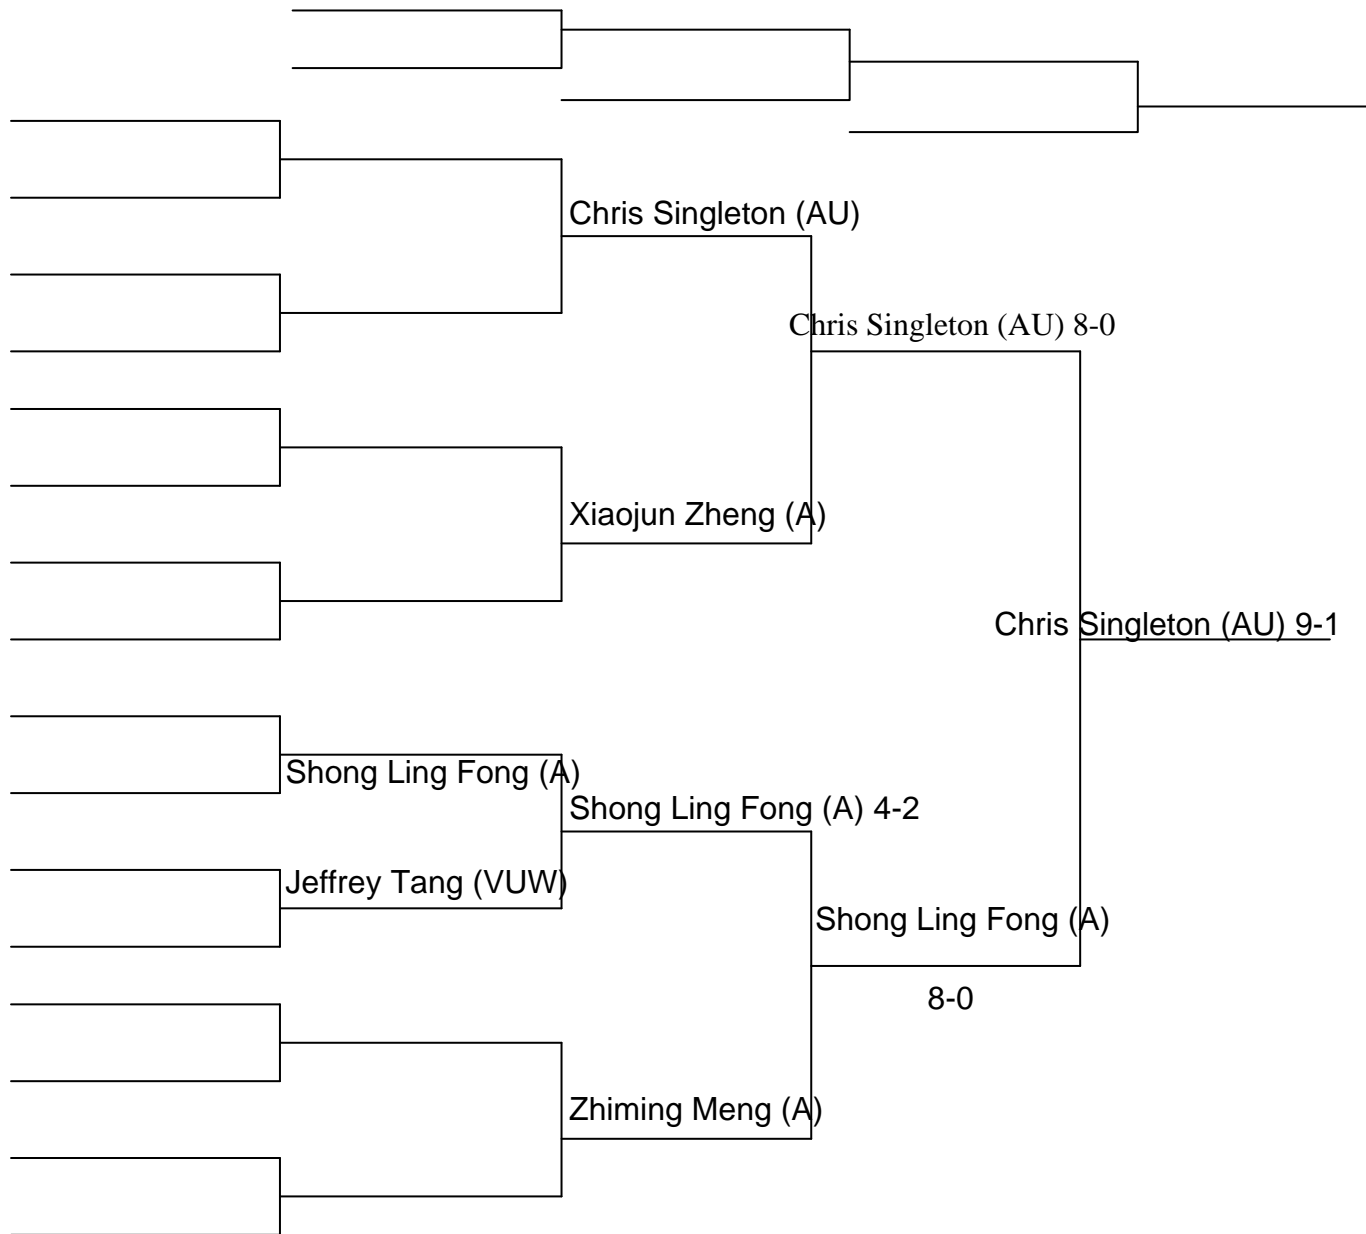 Chris Singleton (AU)
Chris Singleton (AU) 8-0
Xiaojun Zheng (A)
Chris Singleton (AU) 9-1
Shong Ling Fong (A)
Shong Ling Fong (A) 4-2
Jeffrey Tang (VUW)
Shong Ling Fong (A)
8-0
Zhiming Meng (A)